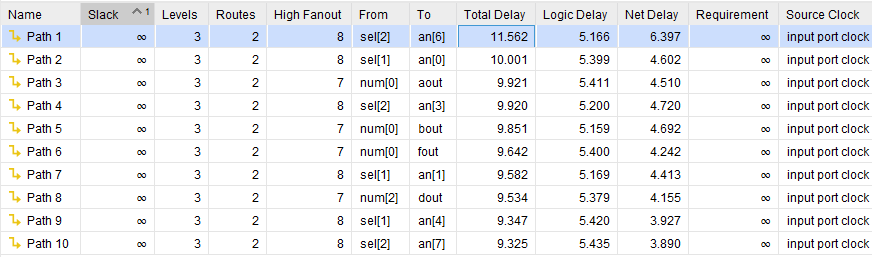 Name Slack 1 Levels Routes High Fanout From To Total Delay Logic Delay Net Delay Requirement Source Clock
Path 1 ∞ 3 2 8 sel[2] an[6] 11.562 5.166 6.397 ∞ input port clock
Path 2 ∞ 3 2 8 sel[1] an[0] 10.001 5.399 4.602 ∞ input port clock
Path 3 ∞ 3 2 7 num[0] aout 9.921 5.411 4.510 ∞ input port clock
Path 4 ∞ 3 2 8 sel[2] an[3] 9.920 5.200 4.720 ∞ input port clock
Path 5 ∞ 3 2 7 num[0] bout 9.851 5.159 4.692 ∞ input port clock
Path 6 ∞ 3 2 7 num[0] fout 9.642 5.400 4.242 ∞ input port clock
Path 7 ∞ 3 2 8 sel[1] an[1] 9.582 5.169 4.413 ∞ input port clock
Path 8 ∞ 3 2 7 num[2] dout 9.534 5.379 4.155 ∞ input port clock
Path 9 ∞ 3 2 8 sel[1] an[4] 9.347 5.420 3.927 ∞ input port clock
Path 10 ∞ 3 2 8 sel[2] an[7] 9.325 5.435 3.890 ∞ input port clock